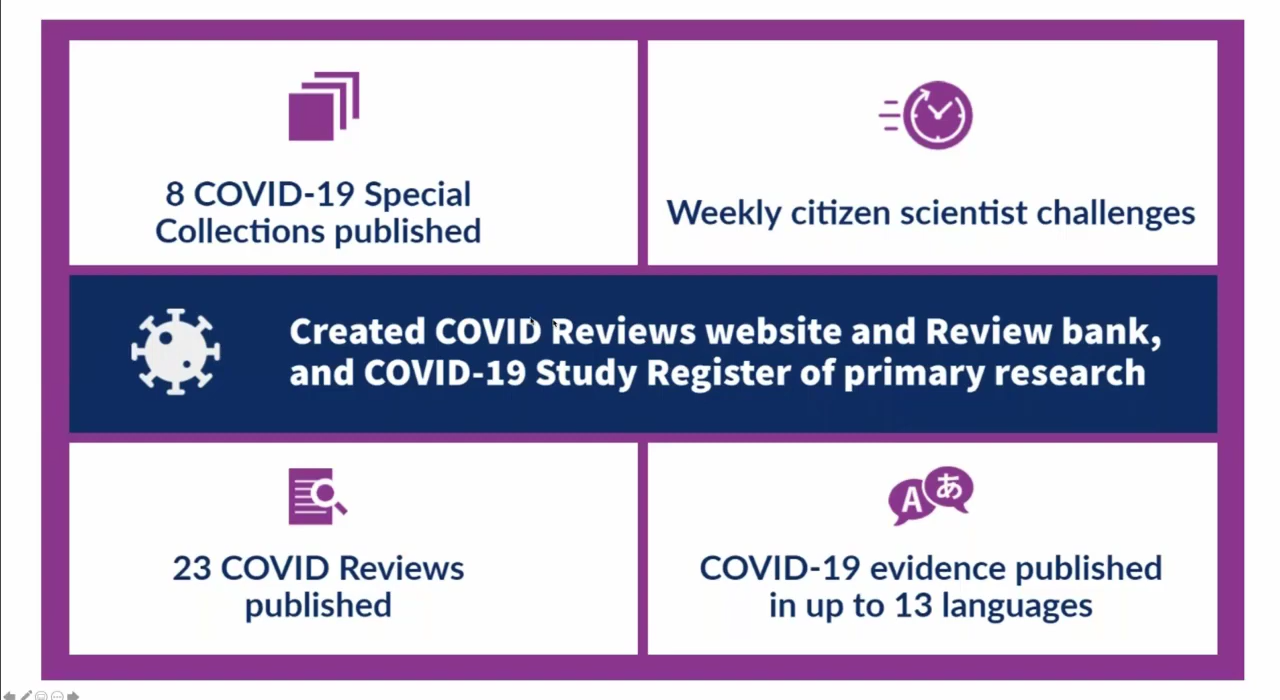 8 COVID-19 Special
Collections published
Weekly citizen scientist challenges
Created COVID Reviews website and Review bank,
and COVID-19 Study Register of primary research
23 COVID Reviews
published
A あ
COVID-19 evidence published
in up to 13 languages